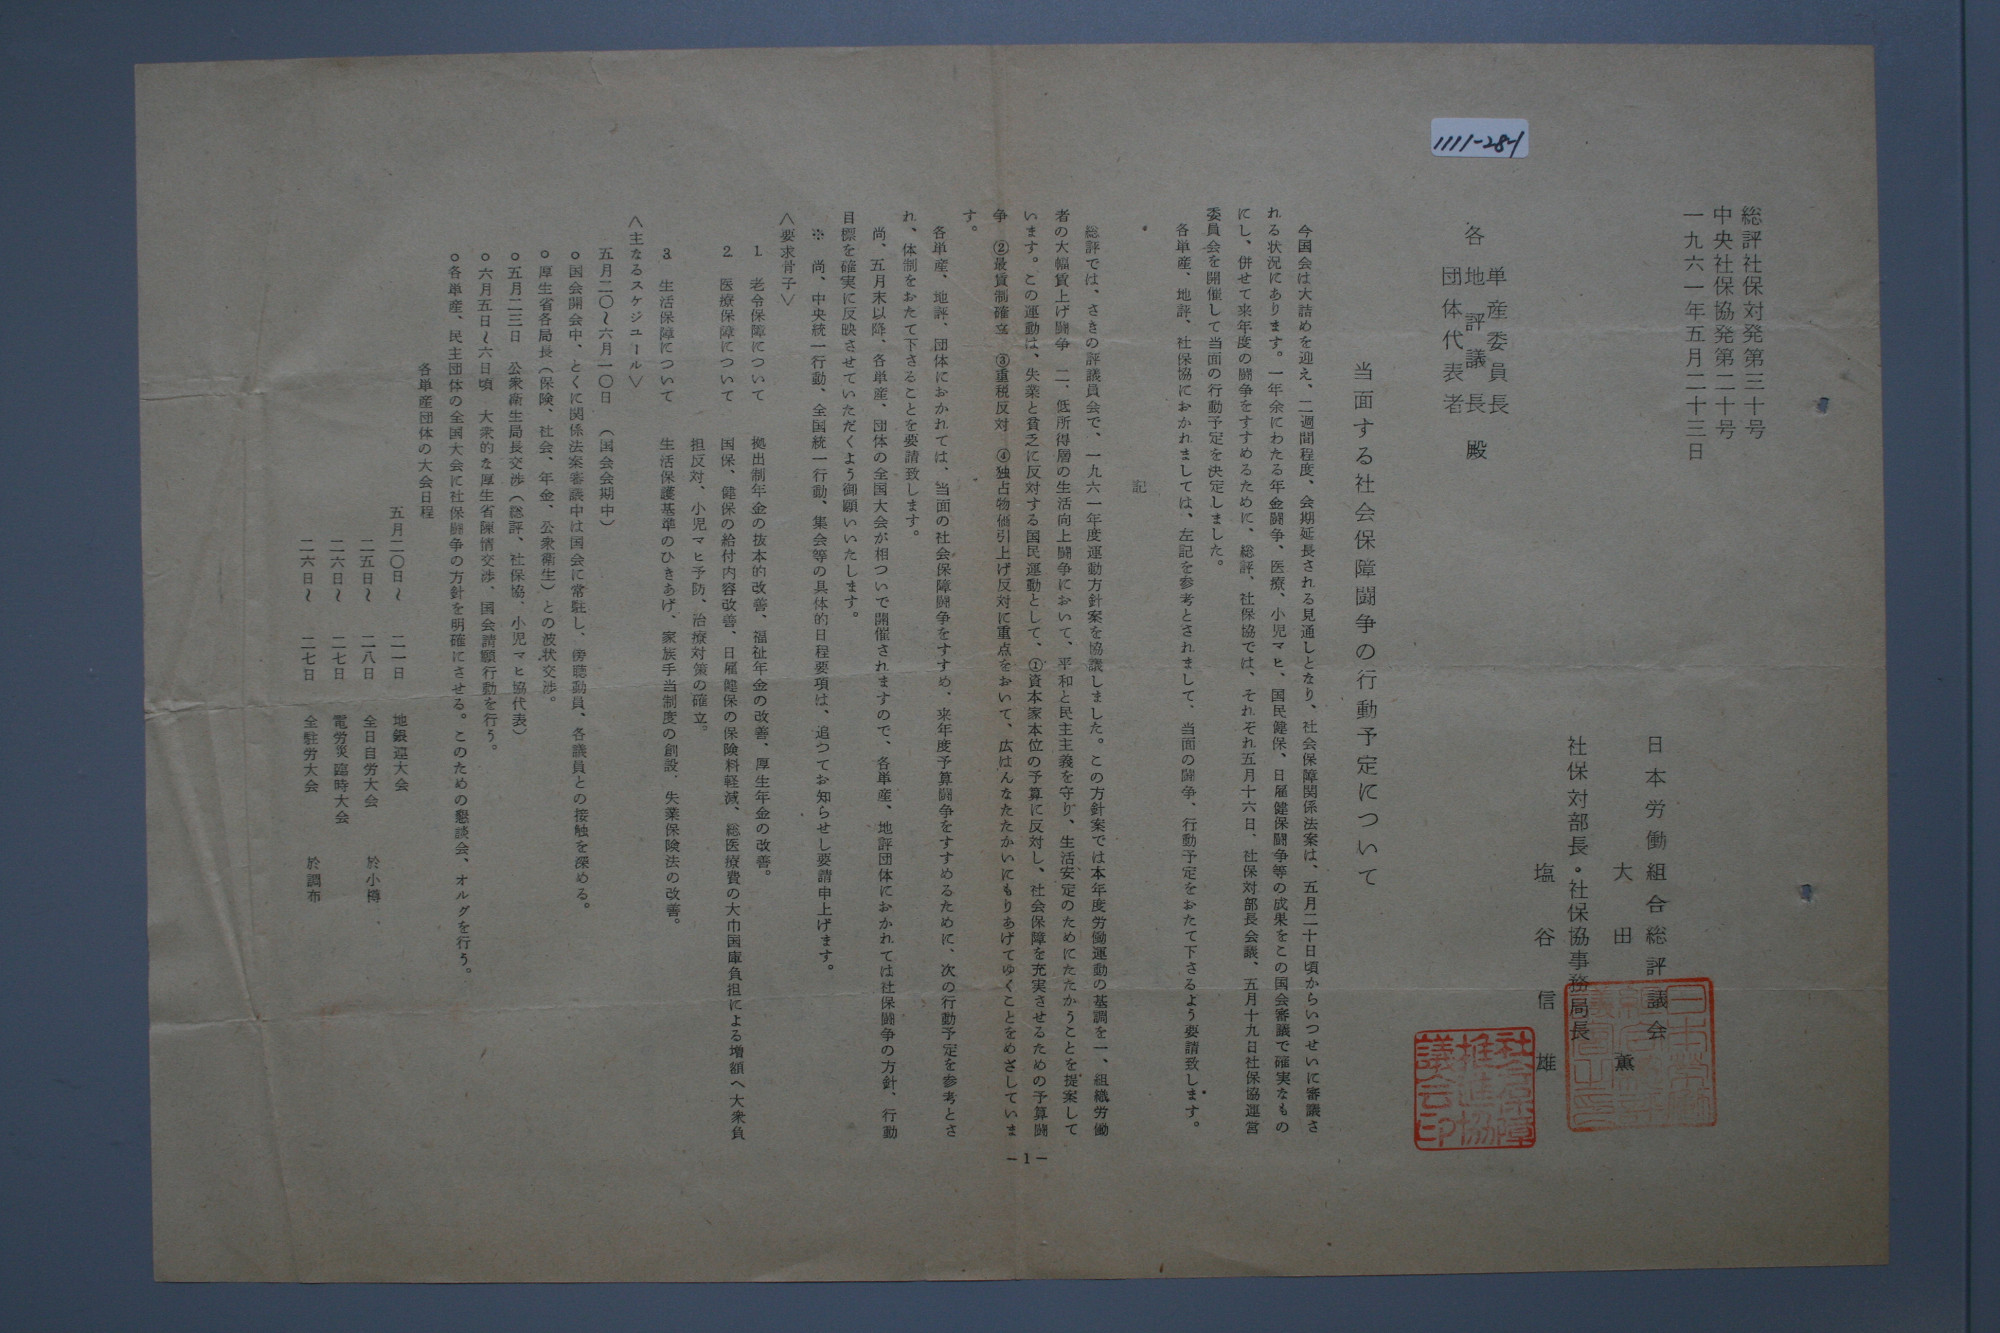 1111-284
総評社保対発第三十号
中央社保協発第二十号
一九六一年五月二十三日
日本労働組合総評議会
大田薫
社保対部長・社保協事務局長
塩谷信雄
社会保障推進協議会印
単産委員長
各地評議長殿
団体代表者
当面する社会保障闘争の行動予定について
今国会は大詰めを迎え、二週間程度、会期延長される見通しとなり、社会保障関係法案は、五月二十日頃からいつせいに審議さ
れる状況にあります。一年余にわたる年金闘争、医療、小児マヒ、国民健保、日雇健保闘争等の成果をこの国会審議で確実なもの
にし、併せて来年度の闘争をすすめるために、総評、社保協では、それぞれ五月十六日、社保対部長会議、五月十九日社保協運営
委員会を開催して当面の行動予定を決定しました。
各単産、地評、社保協におかれましては、左記を参考とされまして、当面の闘争、行動予定をおたて下さるよう要請致します。
記
総評では、さきの評議員会で、一九六一年度運動方針案を協議しました。この方針案では本年度労働運動の基調を一、組織労働
者の大幅賃上げ闘争 二、低所得層の生活向上闘争において、平和と民主主義を守り、生活安定のためにたたかうことを提案して
います。この運動は、失業と貧乏に反対する国民運動として、①資本家本位の予算に反対し、社会保障を充実させるための予算闘
争 ②最賃制確立 ③重税反対 ④独占物価引上げ反対に重点をおいて、広はんなたたかいにもりあげてゆくことをめざしていま
す。
各単産、地評、団体におかれては、当面の社会保障闘争をすすめ、来年度予算闘争をすすめるために、次の行動予定を参考とさ
れ、体制をおたて下さることを要請致します。
尚、五月末以降、各単産、団体の全国大会が相ついで開催されますので、各単産、地評団体におかれては社保闘争の方針、行動
目標を確実に反映させていただくよう御願いいたします。
※ 尚、中央統一行動、全国統一行動、集会等の具体的日程要項は、追つてお知らせし要請申上げます。
＜要求骨子＞
1. 老令保障について 拠出制年金の抜本的改善、福祉年金の改善、厚生年金の改善。
2. 医療保障について 国保、健保の給付内容改善、日雇健保の保険料軽減、総医療費の大巾国庫負担による増額へ大衆負
担反対、小児マヒ予防、治療対策の確立。
3 生活保障について 生活保護基準のひきあげ、家族手当制度の創設、失業保険法の改善。
＜主なるスケジユール＞
五月二〇～六月一〇日 （国会会期中）
○国会開会中、とくに関係法案審議中は国会に常駐し、傍聴動員、各議員との接触を深める。
○厚生省各局長（保険、社会、年金、公衆衛生）との波状交渉。
○五月二三日 公衆衛生局長交渉（総評、社保協、小児マヒ協代表）
○六月五日～六日頃 大衆的な厚生省陳情交渉、国会請願行動を行う。
○各単産、民主団体の全国大会に社保闘争の方針を明確にさせる。このための懇談会、オルグを行う。
各単産団体の大会日程
五月二〇日～ 二一日 地銀連大会
二五日～ 二八日 全日自労大会 於小樽
二六日～ 二七日 電労災臨時大会
二六日～ 二七日 全駐労大会 於調布
－1－